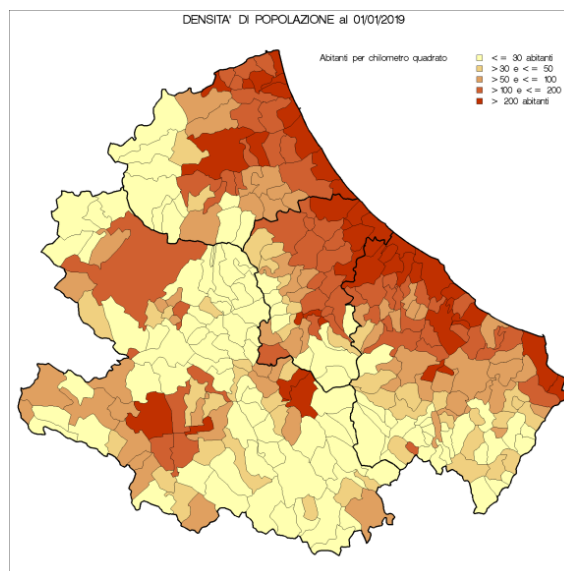 DENSITA' DI POPOLAZIONE al 01/01/2019
Abitanti per chilometro quadrato
<= 30 abitanti
>30 e <= 50
>50 e <= 100
>100 e <= 200
> 200 abitanti